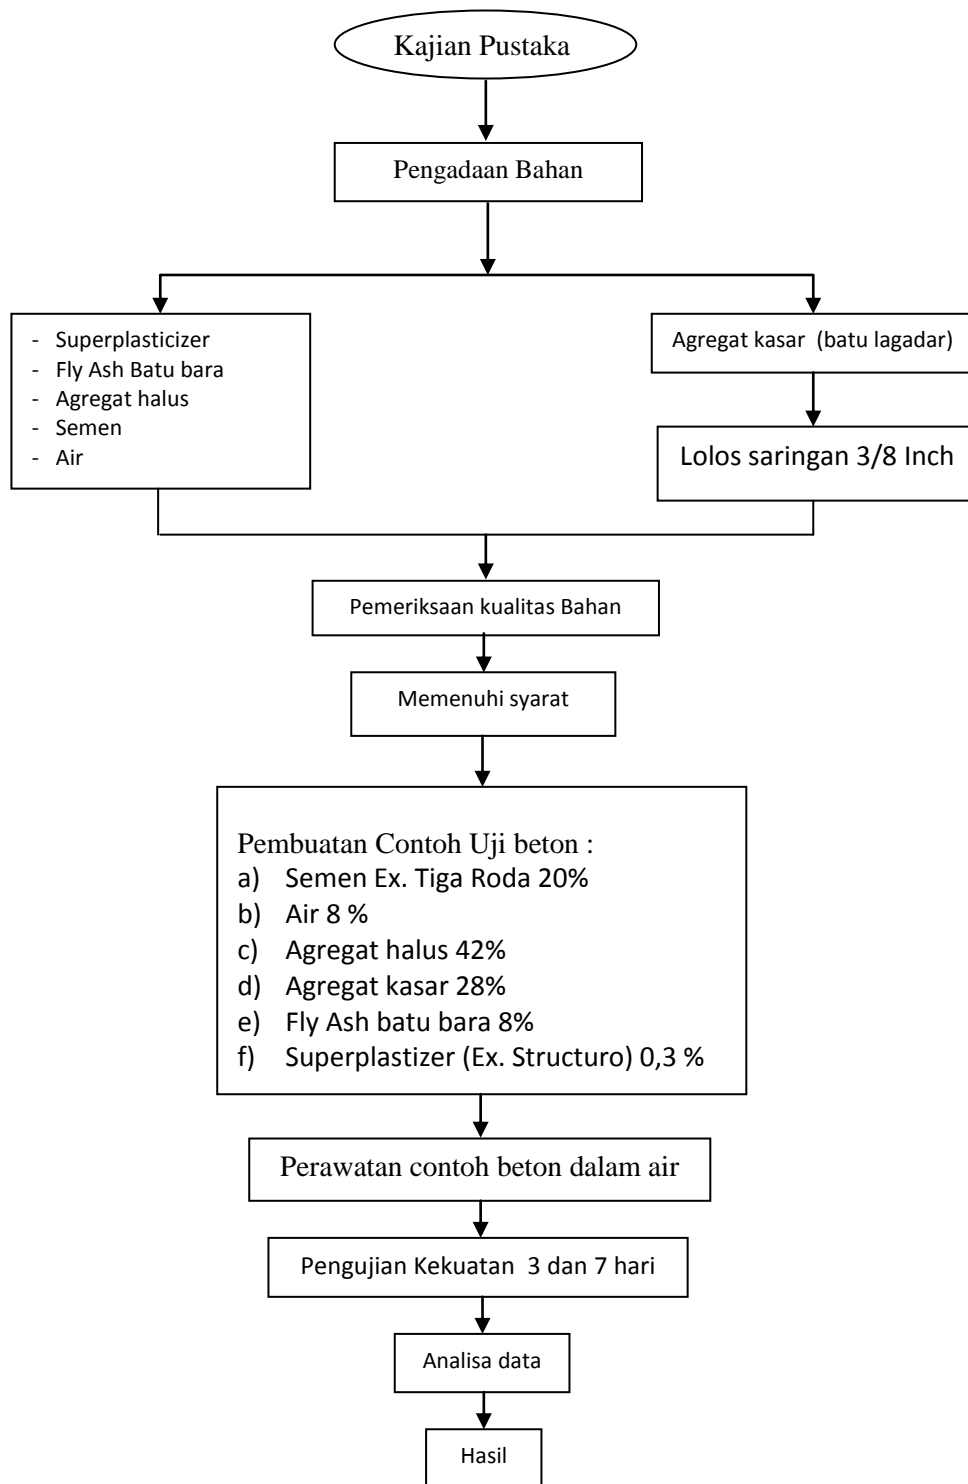 Kajian Pustaka
Pengadaan Bahan
- Superplasticizer
- Fly Ash Batu bara
- Agregat halus
- Semen
- Air
Agregat kasar (batu lagadar)
Lolos saringan 3/8 Inch
Pemeriksaan kualitas Bahan
Memenuhi syarat
Pembuatan Contoh Uji beton :
a) Semen Ex. Tiga Roda 20%
b) Air 8 %
c) Agregat halus 42%
d) Agregat kasar 28%
e) Fly Ash batu bara 8%
f) Superplastizer (Ex. Structuro) 0,3 %
Perawatan contoh beton dalam air
Pengujian Kekuatan 3 dan 7 hari
Analisa data
Hasil